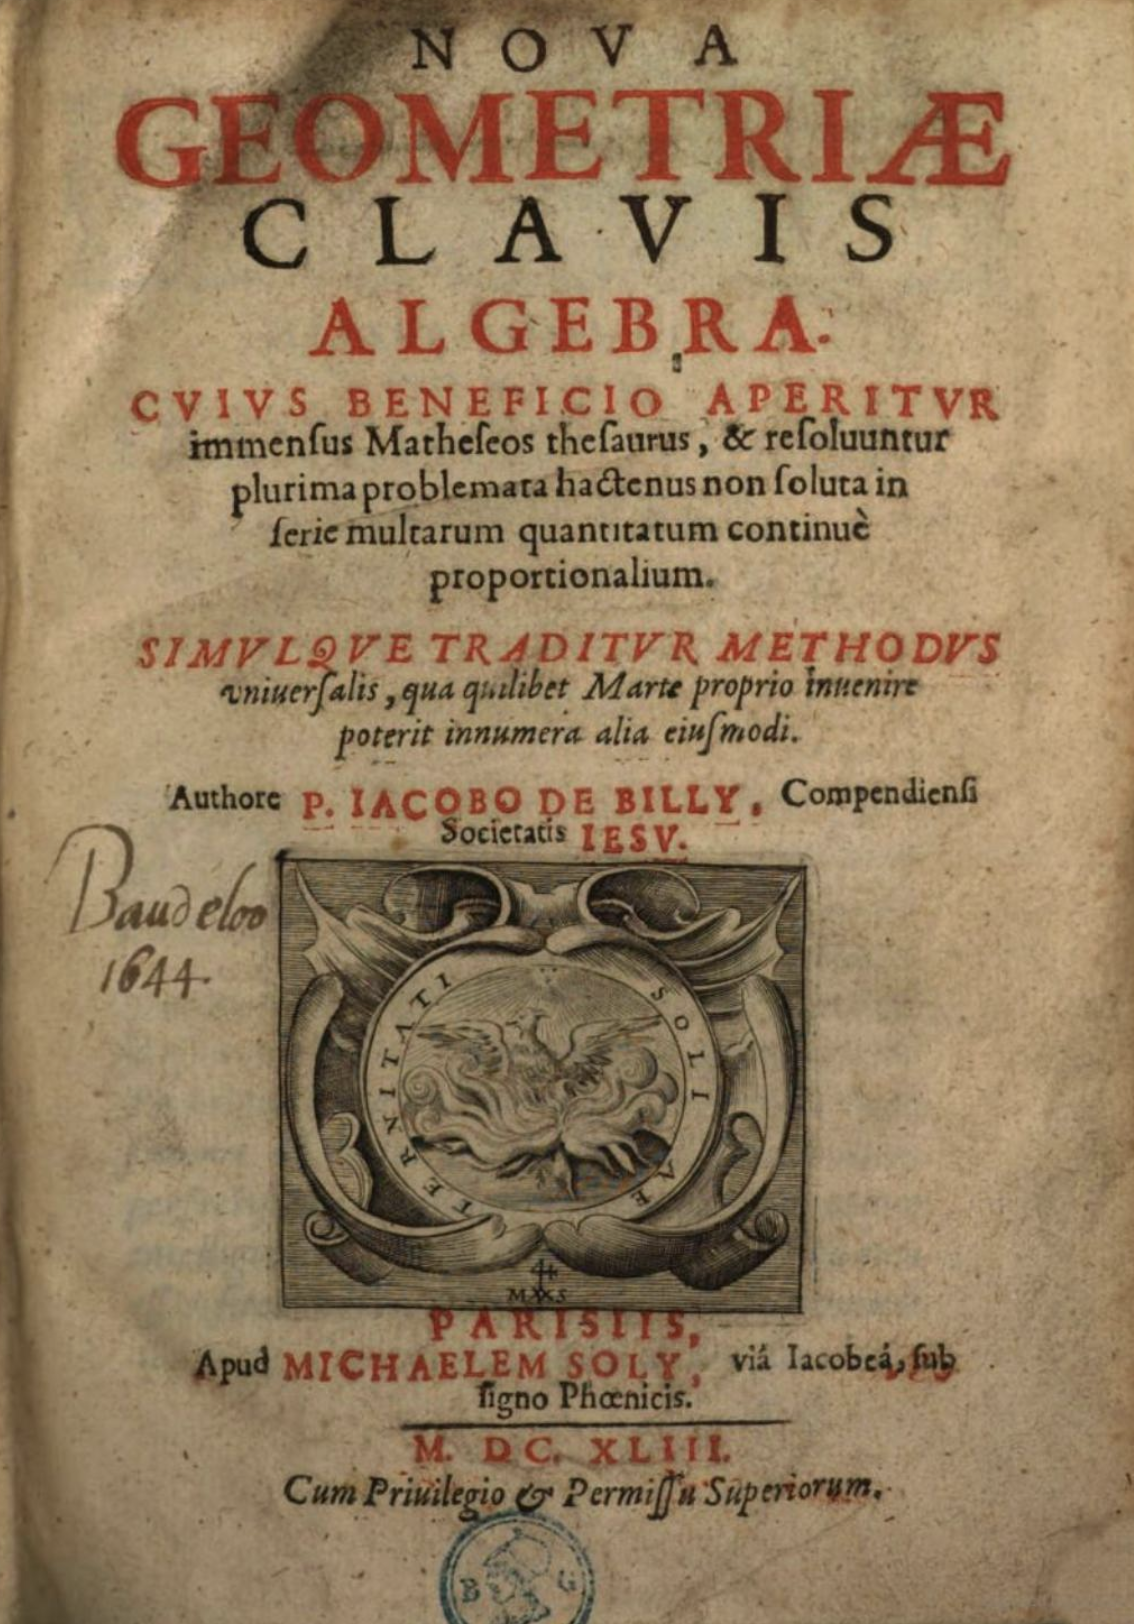 NOVA
GEOMETRIÆ
CLAVIS
ALGEBRA.
CVIVS BENEFICIO APERITVR
immenſus Matheſeos theſaurus, & reſoluuntur
plurima problemata hactenus non ſoluta in
ſerie multarum quantitatum continuè
proportionalium.
SIMVLQVE TRADITVR METHODVS
vniuerſalis, qua quilibet Marte proprio inuenire
poterit innumera alia eiuſmodi.
Authore P. IACOBO DE BILLY, Compendienſi
Societatis IESV.
Baudeloo
1644.
SOLI ÆTERNITATI
PARISIIS,
Apud MICHAELEM SOLY, viâ Iacobeâ, ſub
ſigno Phœnicis.
M. DC. XLIII.
Cum Priuilegio & Permiſſu Superiorum.
B G